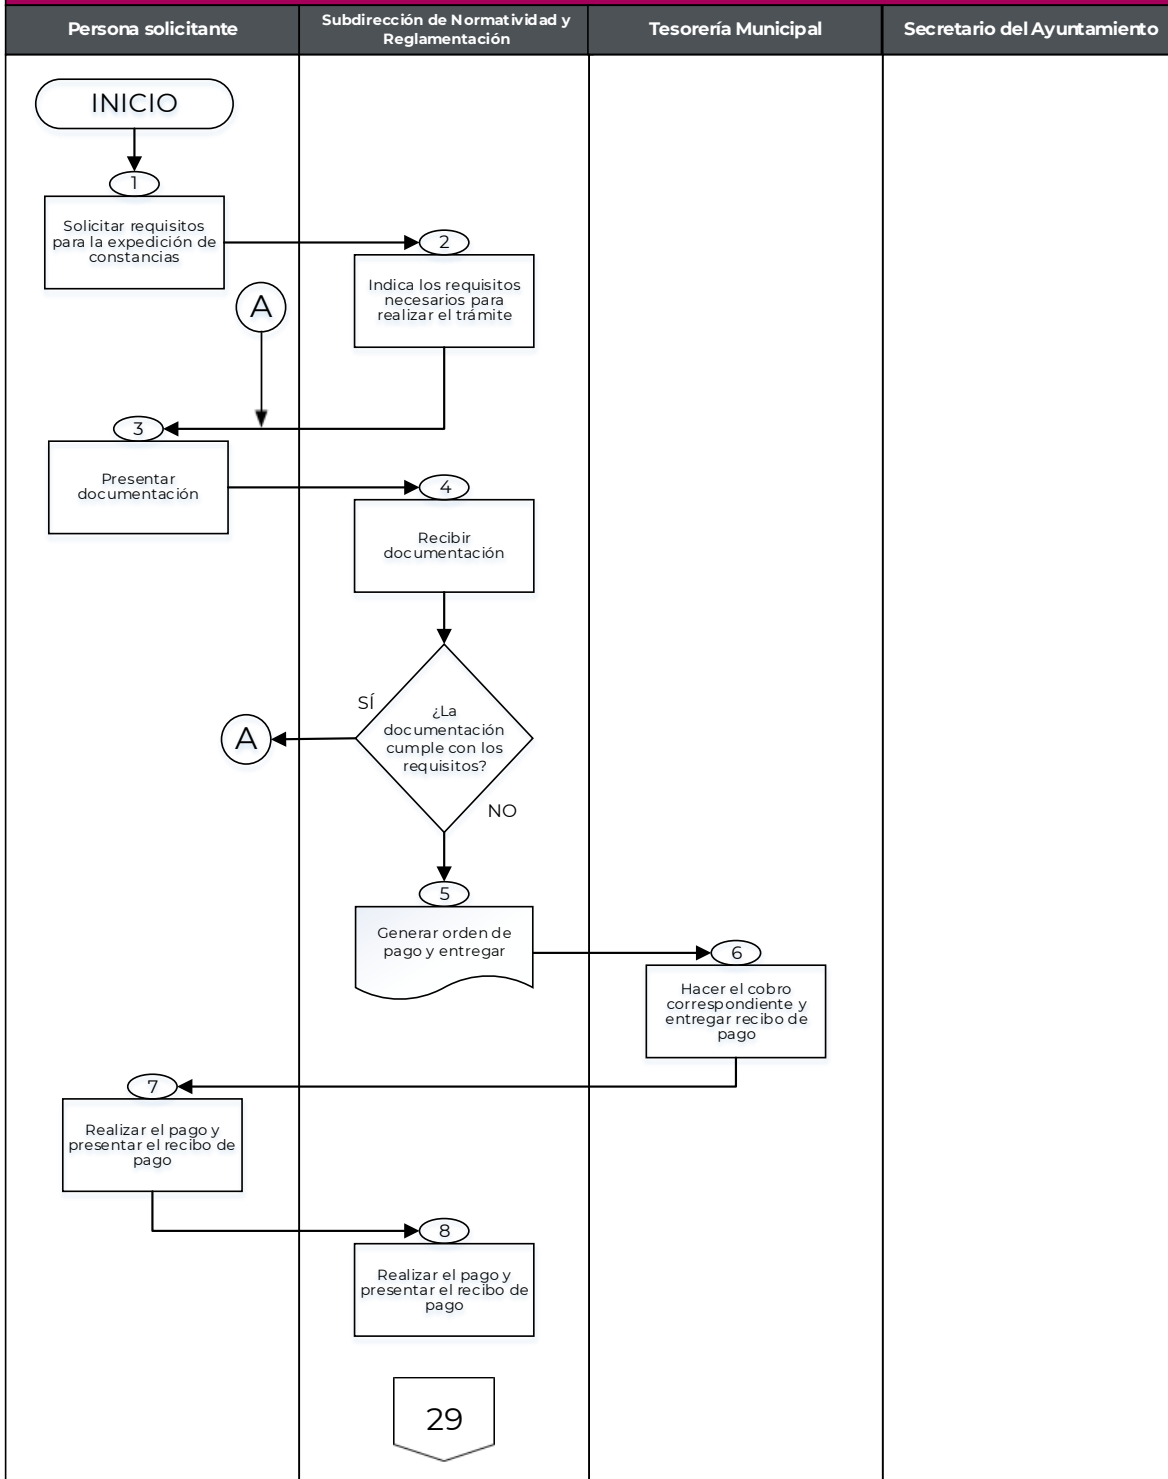 Persona solicitante
Subdirección de Normatividad y
Reglamentación
Tesorería Municipal
Secretario del Ayuntamiento
INICIO
1
Solicitar requisitos
para la expedición de
constancias
2
Indica los requisitos
necesarios para
realizar el trámite
A
3
Presentar
documentación
4
Recibir
documentación
SÍ
¿La
documentación
cumple con los
requisitos?
A
NO
5
Generar orden de
pago y entregar
6
Hacer el cobro
correspondiente y
entregar recibo de
pago
7
Realizar el pago y
presentar el recibo de
pago
8
Realizar el pago y
presentar el recibo de
pago
29